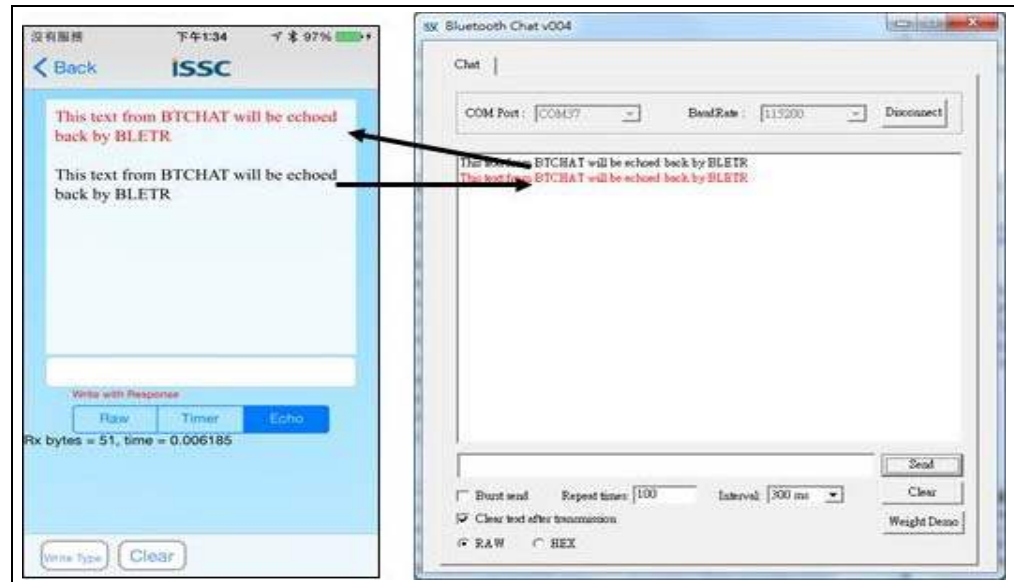 沒有服務 下午1:34 97%
Back ISSC
This text from BTCHAT will be echoed
back by BLETR
This text from BTCHAT will be echoed
back by BLETR
Write with Response
Raw Timer Echo
Rx bytes = 51, time = 0.006185
Write Type Clear
Bluetooth Chat v004
Chat
COM Port : COM37 BaudRate : 115200 Disconnect
This text from BTCHAT will be echoed back by BLETR
This text from BTCHAT will be echoed back by BLETR
Send
Burst send Repeat times: 100 Interval: 300 ms Clear
Clear text after transmission Weight Demo
RAW HEX